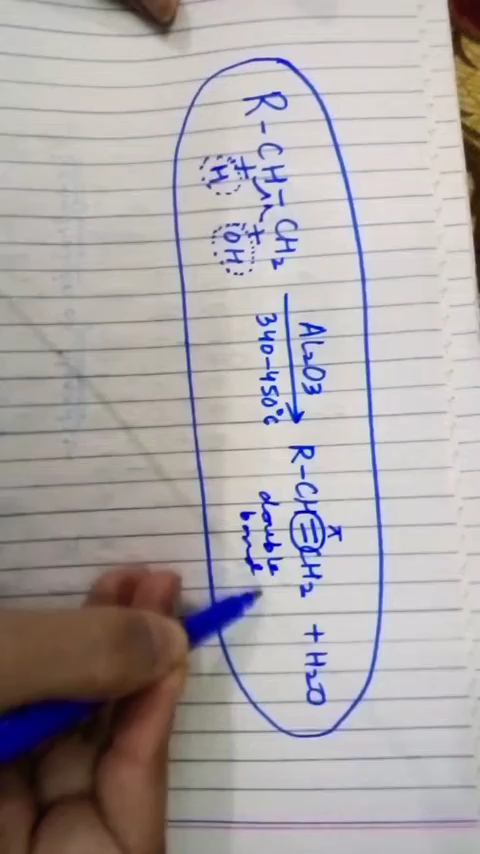 R-CH-CH₂
H OH
Al₂O₃
340-450°C
R-CH=CH₂ + H₂O
double
bond